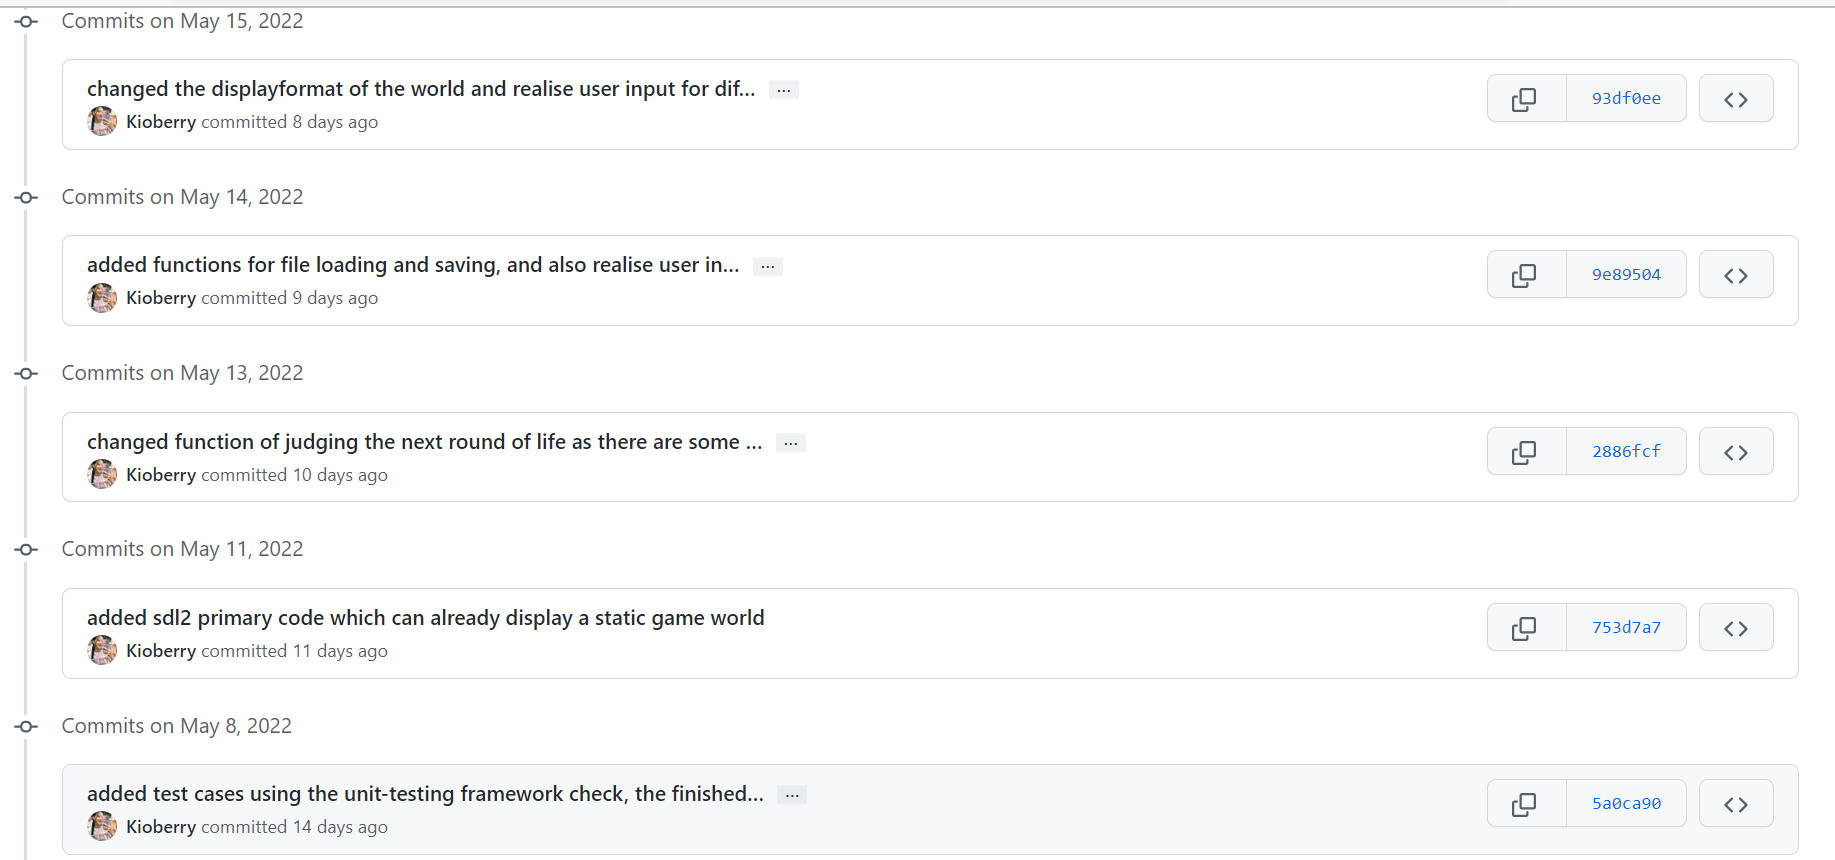 Commits on May 15, 2022
changed the displayformat of the world and realise user input for dif... ...
93df0ee
Kioberry committed 8 days ago
Commits on May 14, 2022
added functions for file loading and saving, and also realise user in... ...
9e89504
Kioberry committed 9 days ago
Commits on May 13, 2022
changed function of judging the next round of life as there are some ... ...
2886fcf
Kioberry committed 10 days ago
Commits on May 11, 2022
added sdl2 primary code which can already display a static game world
753d7a7
Kioberry committed 11 days ago
Commits on May 8, 2022
added test cases using the unit-testing framework check, the finished... ...
5a0ca90
Kioberry committed 14 days ago